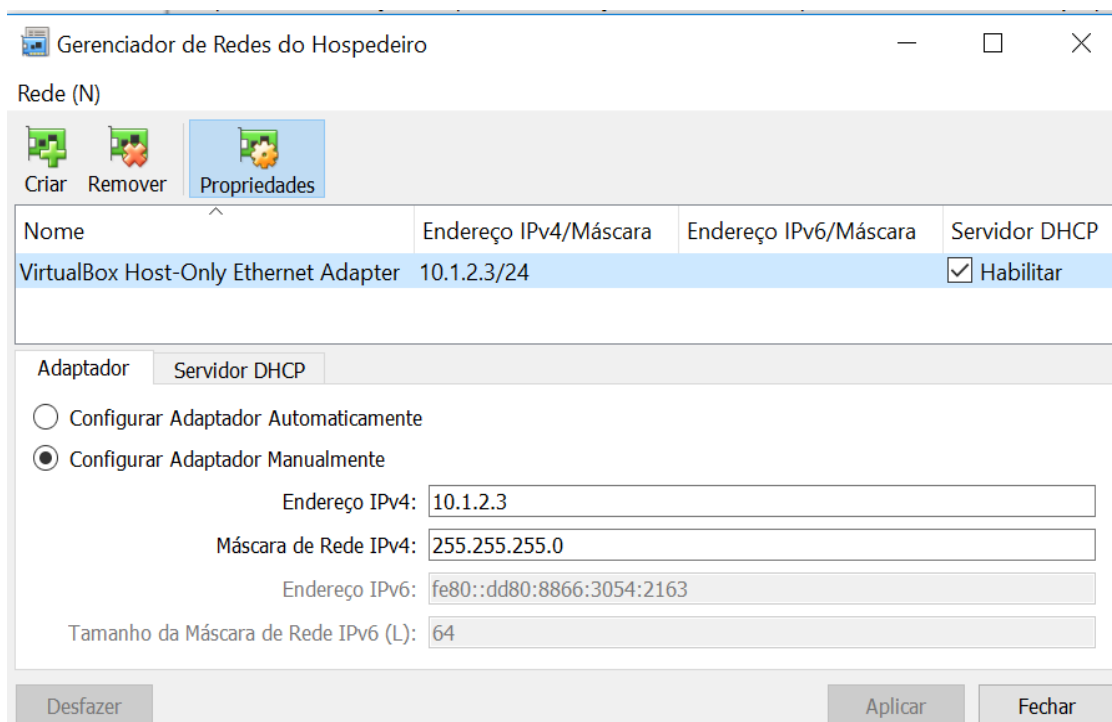 Gerenciador de Redes do Hospedeiro
Rede (N)
Criar Remover Propriedades
Nome Endereço IPv4/Máscara Endereço IPv6/Máscara Servidor DHCP
VirtualBox Host-Only Ethernet Adapter 10.1.2.3/24 Habilitar
Adaptador Servidor DHCP
Configurar Adaptador Automaticamente
Configurar Adaptador Manualmente
Endereço IPv4: 10.1.2.3
Máscara de Rede IPv4: 255.255.255.0
Endereço IPv6: fe80::dd80:8866:3054:2163
Tamanho da Máscara de Rede IPv6 (L): 64
Desfazer Aplicar Fechar